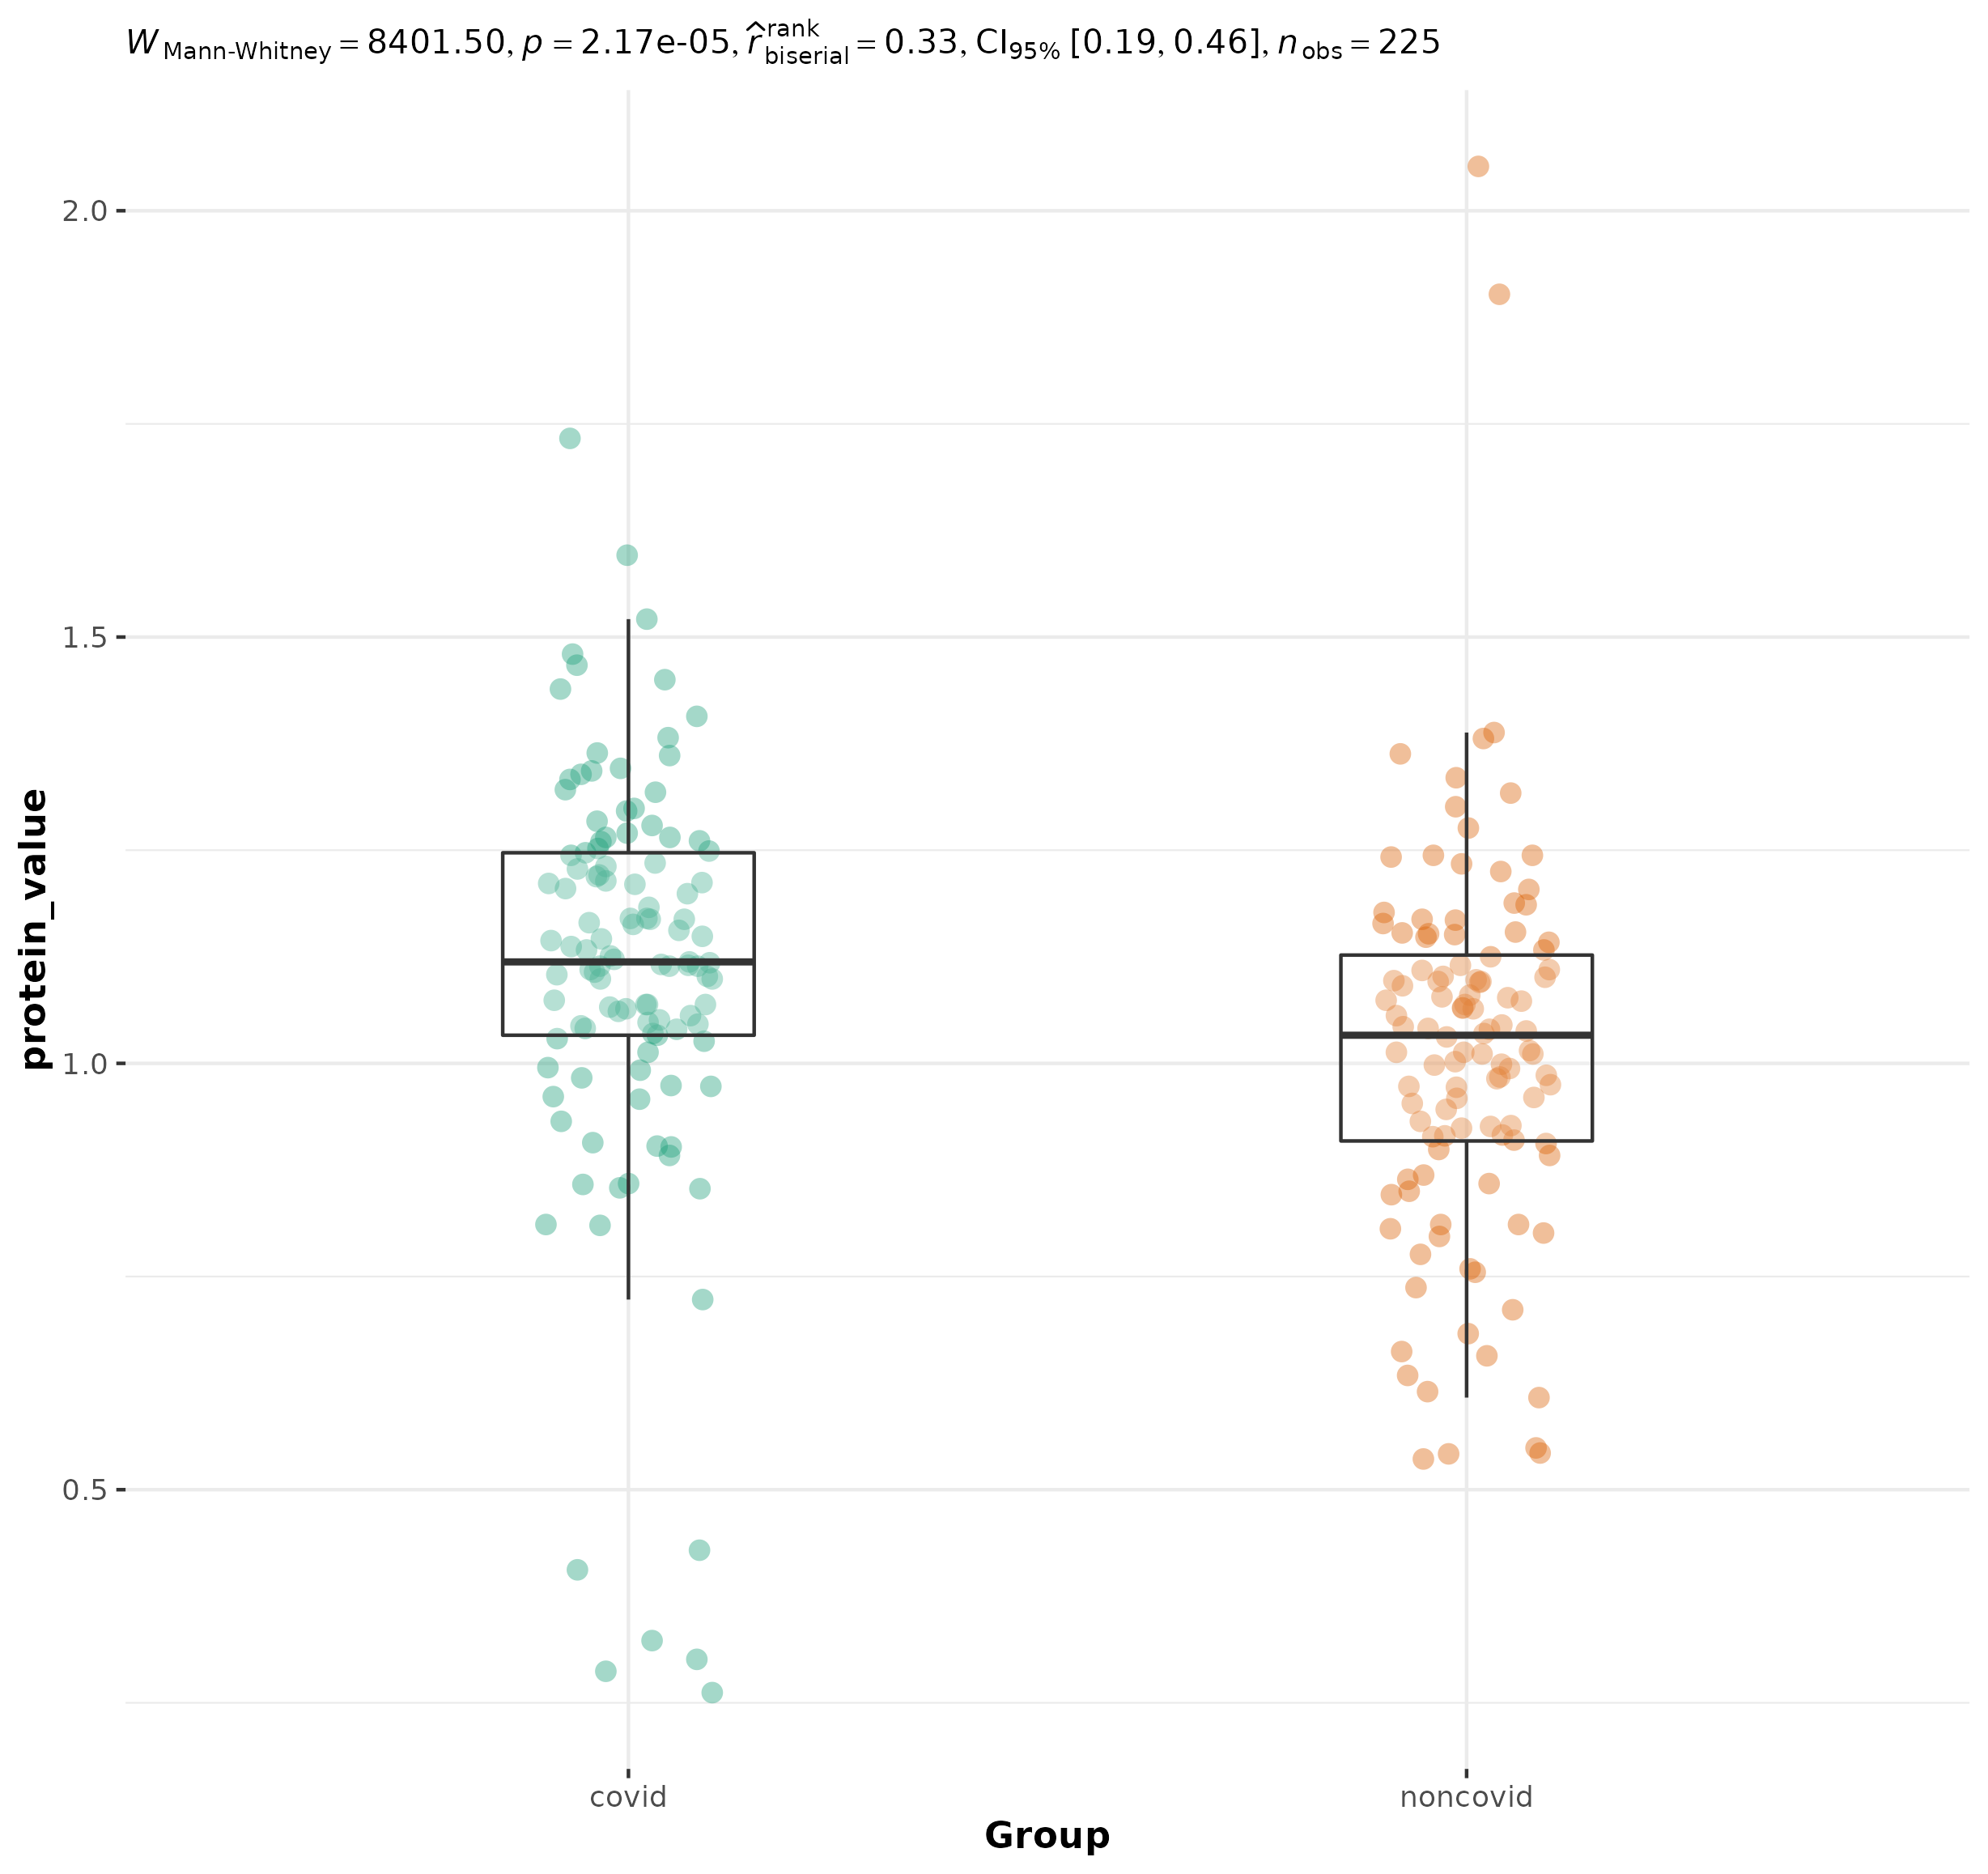 W Mann-Whitney = 8401.50, p = 2.17e-05, r̂ rank biserial = 0.33, CI95% [0.19, 0.46], nobs = 225
2.0
1.5
1.0
0.5
protein_value
covid noncovid
Group